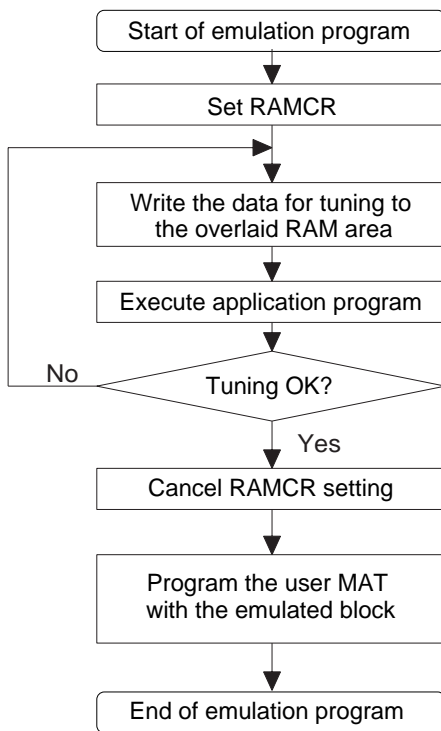 Start of emulation program
Set RAMCR
Write the data for tuning to
the overlaid RAM area
Execute application program
No
Tuning OK?
Yes
Cancel RAMCR setting
Program the user MAT
with the emulated block
End of emulation program